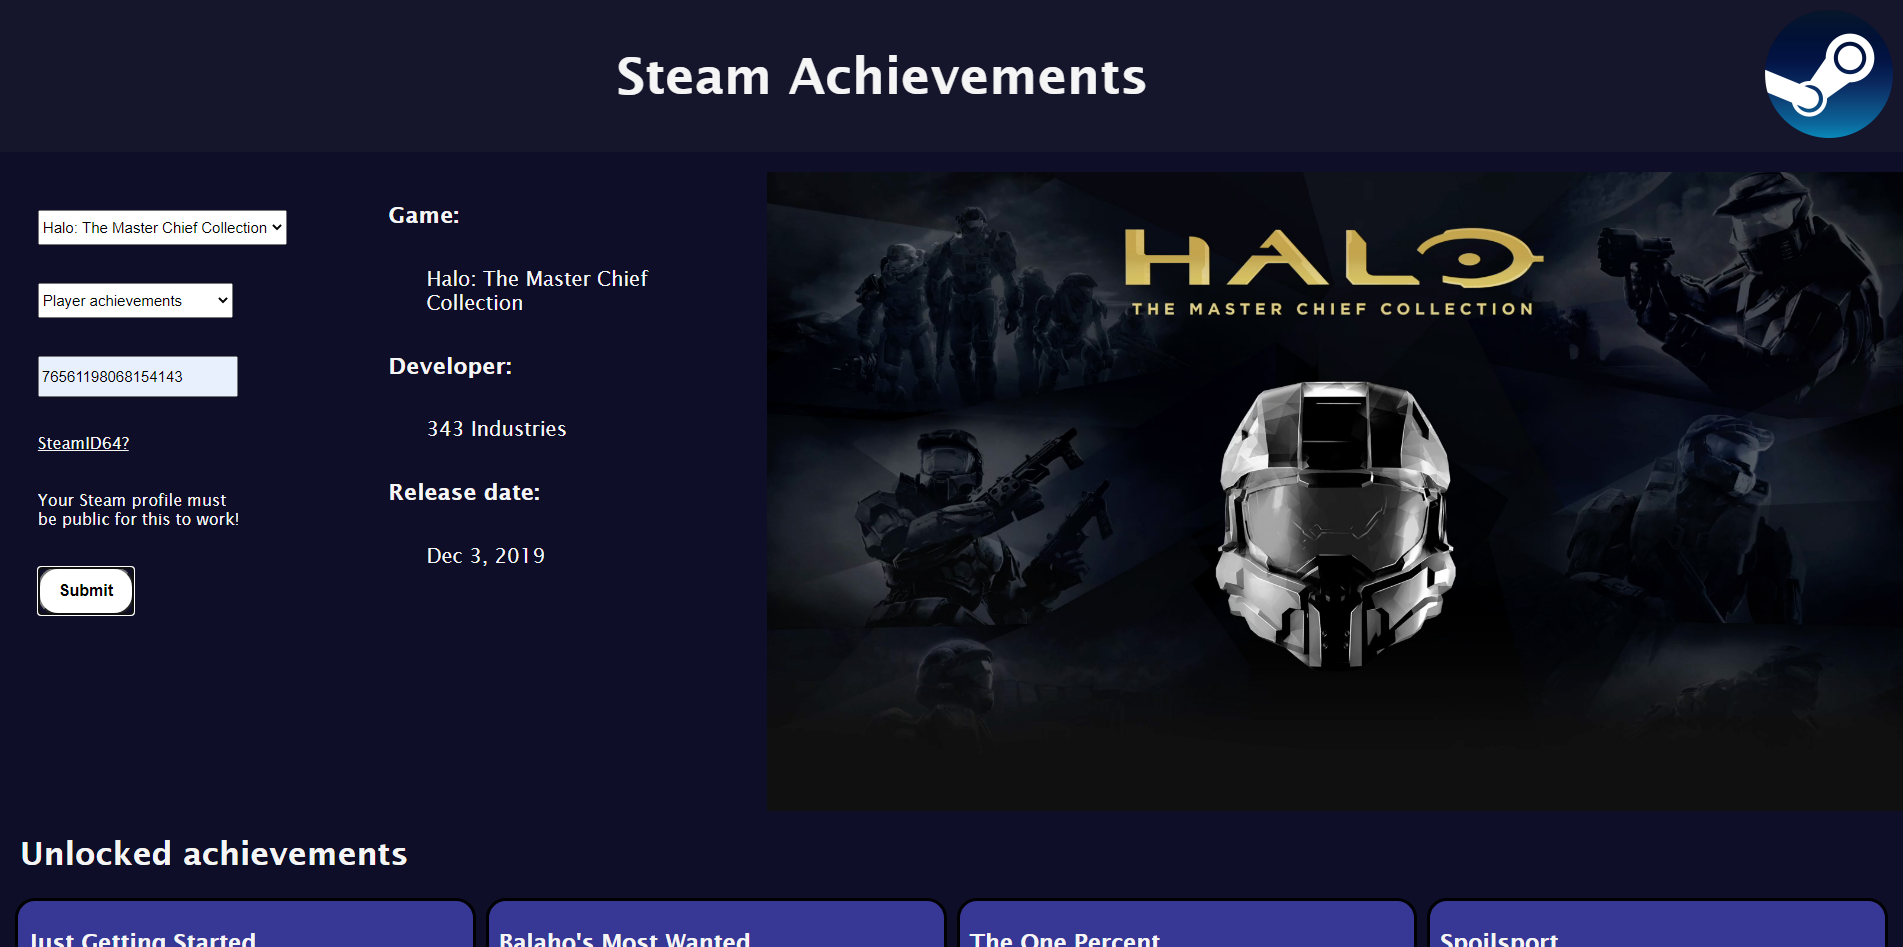 Steam Achievements
Halo: The Master Chief Collection
Player achievements
76561198068154143
SteamID64?
Your Steam profile must
be public for this to work!
Submit
Game:
Halo: The Master Chief
Collection
Developer:
343 Industries
Release date:
Dec 3, 2019
HALO
THE MASTER CHIEF COLLECTION
Unlocked achievements
Just Getting Started
Balaho's Most Wanted
The One Percent
Spoilsport